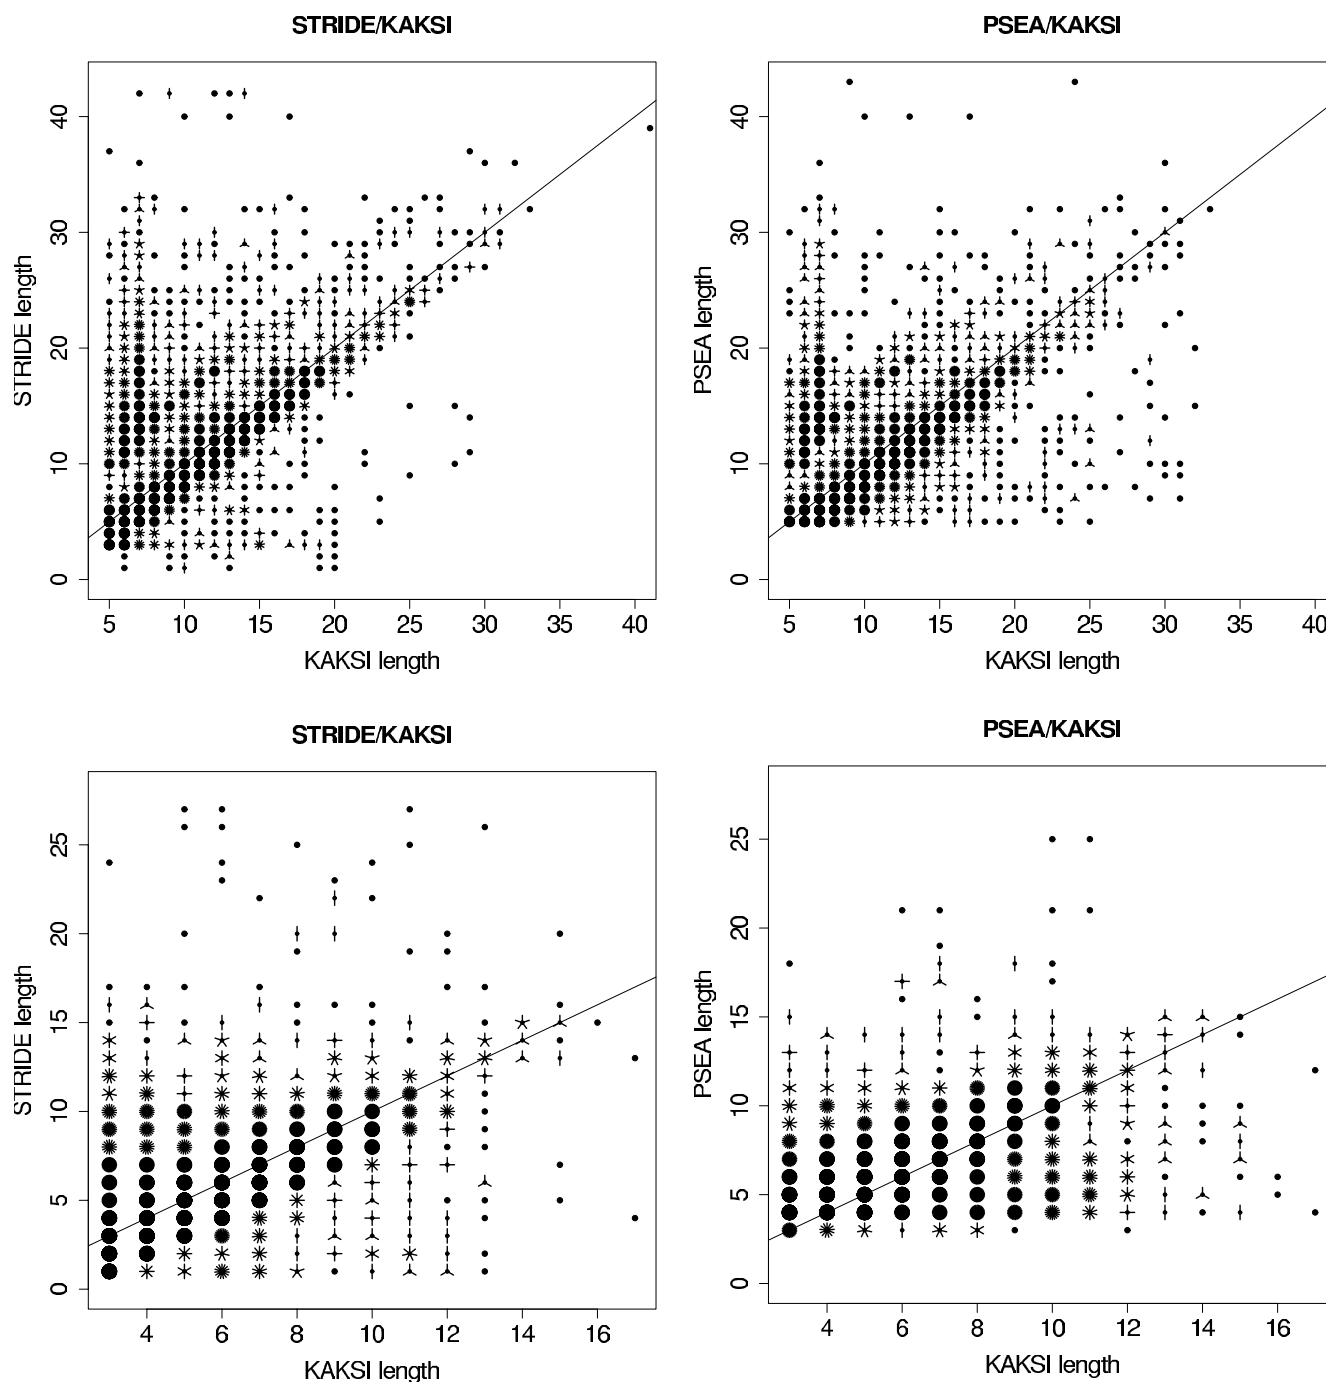 STRIDE/KAKSI
STRIDE length
0 10 20 30 40
5 10 15 20 25 30 35 40
KAKSI length
PSEA/KAKSI
PSEA length
0 10 20 30 40
5 10 15 20 25 30 35 40
KAKSI length
STRIDE/KAKSI
STRIDE length
0 5 10 15 20 25
4 6 8 10 12 14 16
KAKSI length
PSEA/KAKSI
PSEA length
0 5 10 15 20 25
4 6 8 10 12 14 16
KAKSI length